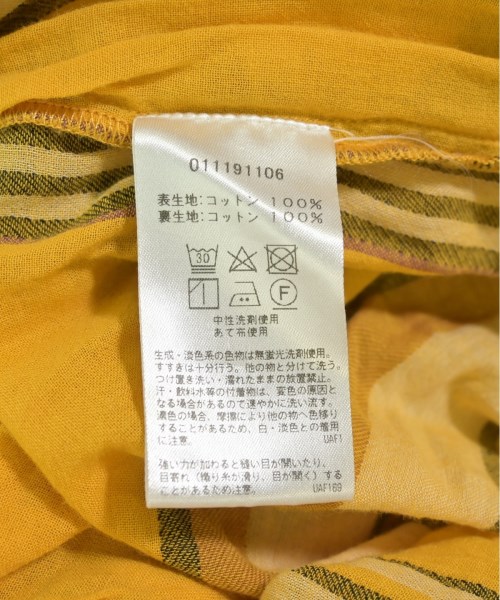 011191106
表生地:コットン 100%
裏生地:コットン 100%
30
F
中性洗剤使用
あて布使用
生成・淡色系の色物は無蛍光洗剤使用。
すすぎは十分行う。他の物と分けて洗う。
つけ置き洗い・濡れたままの放置禁止。
汗・飲料水等の付着物は、変色の原因と
なる場合があるので速やかに洗い流す。
濃色の場合、摩擦により他の物へ色移り
することがあるため、白・淡色との着用
に注意。 UAF1
強い力が加わると縫い目が開いたり、
目寄れ(織り糸が滑り、目が開く)する
ことがあるため注意。 UAF169